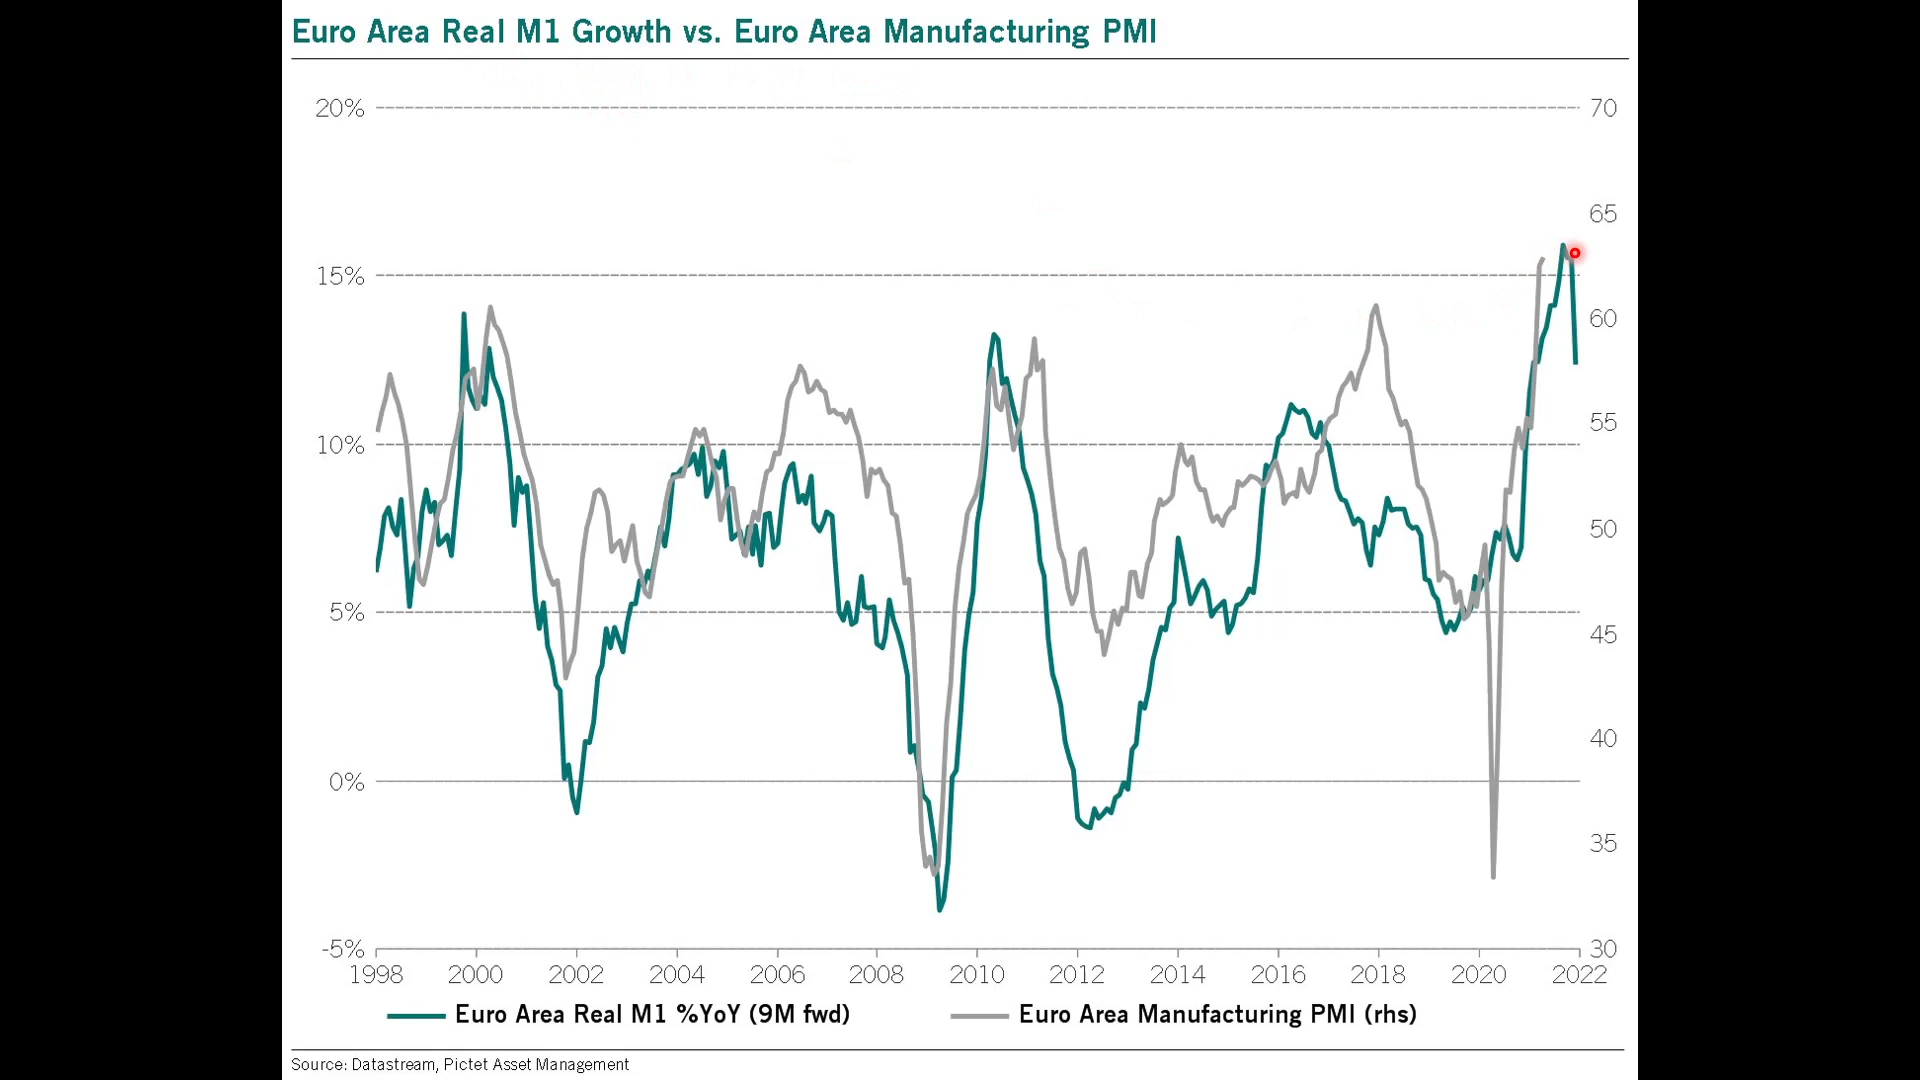 Euro Area Real M1 Growth vs. Euro Area Manufacturing PMI
20% 70
65
15%
60
10% 55
50
5% 45
40
0%
35
-5% 30
1998 2000 2002 2004 2006 2008 2010 2012 2014 2016 2018 2020 2022
Euro Area Real M1 %YoY (9M fwd) Euro Area Manufacturing PMI (rhs)
Source: Datastream, Pictet Asset Management